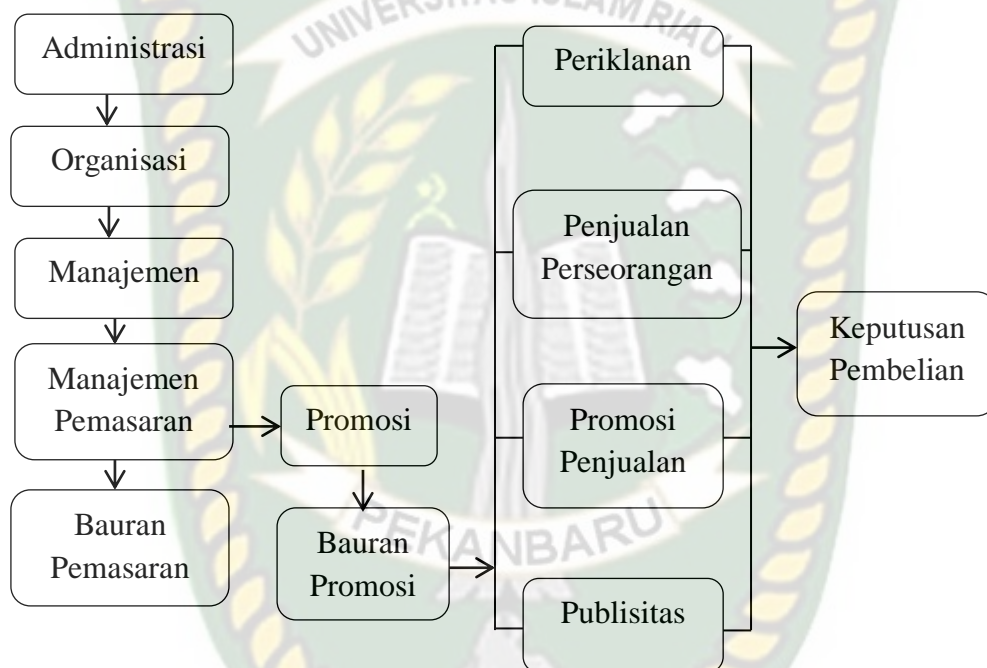 UNIVERSITAS ISLAM RIAU
Administrasi
Organisasi
Manajemen
Manajemen
Pemasaran
Bauran
Pemasaran
Promosi
Bauran
Promosi
Periklanan
Penjualan
Perseorangan
Promosi
Penjualan
Publisitas
Keputusan
Pembelian
PEKANBARU